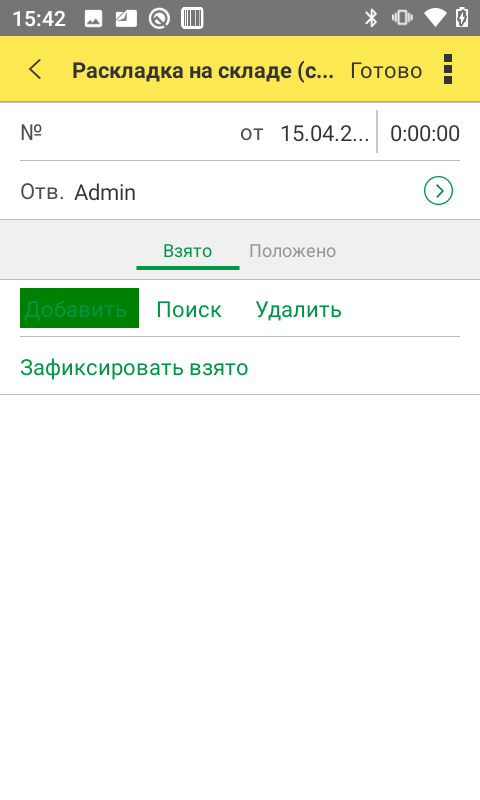 15:42
Раскладка на складе (с... Готово
№ от 15.04.2... 0:00:00
Отв. Admin
Взято Положено
Добавить Поиск Удалить
Зафиксировать взято